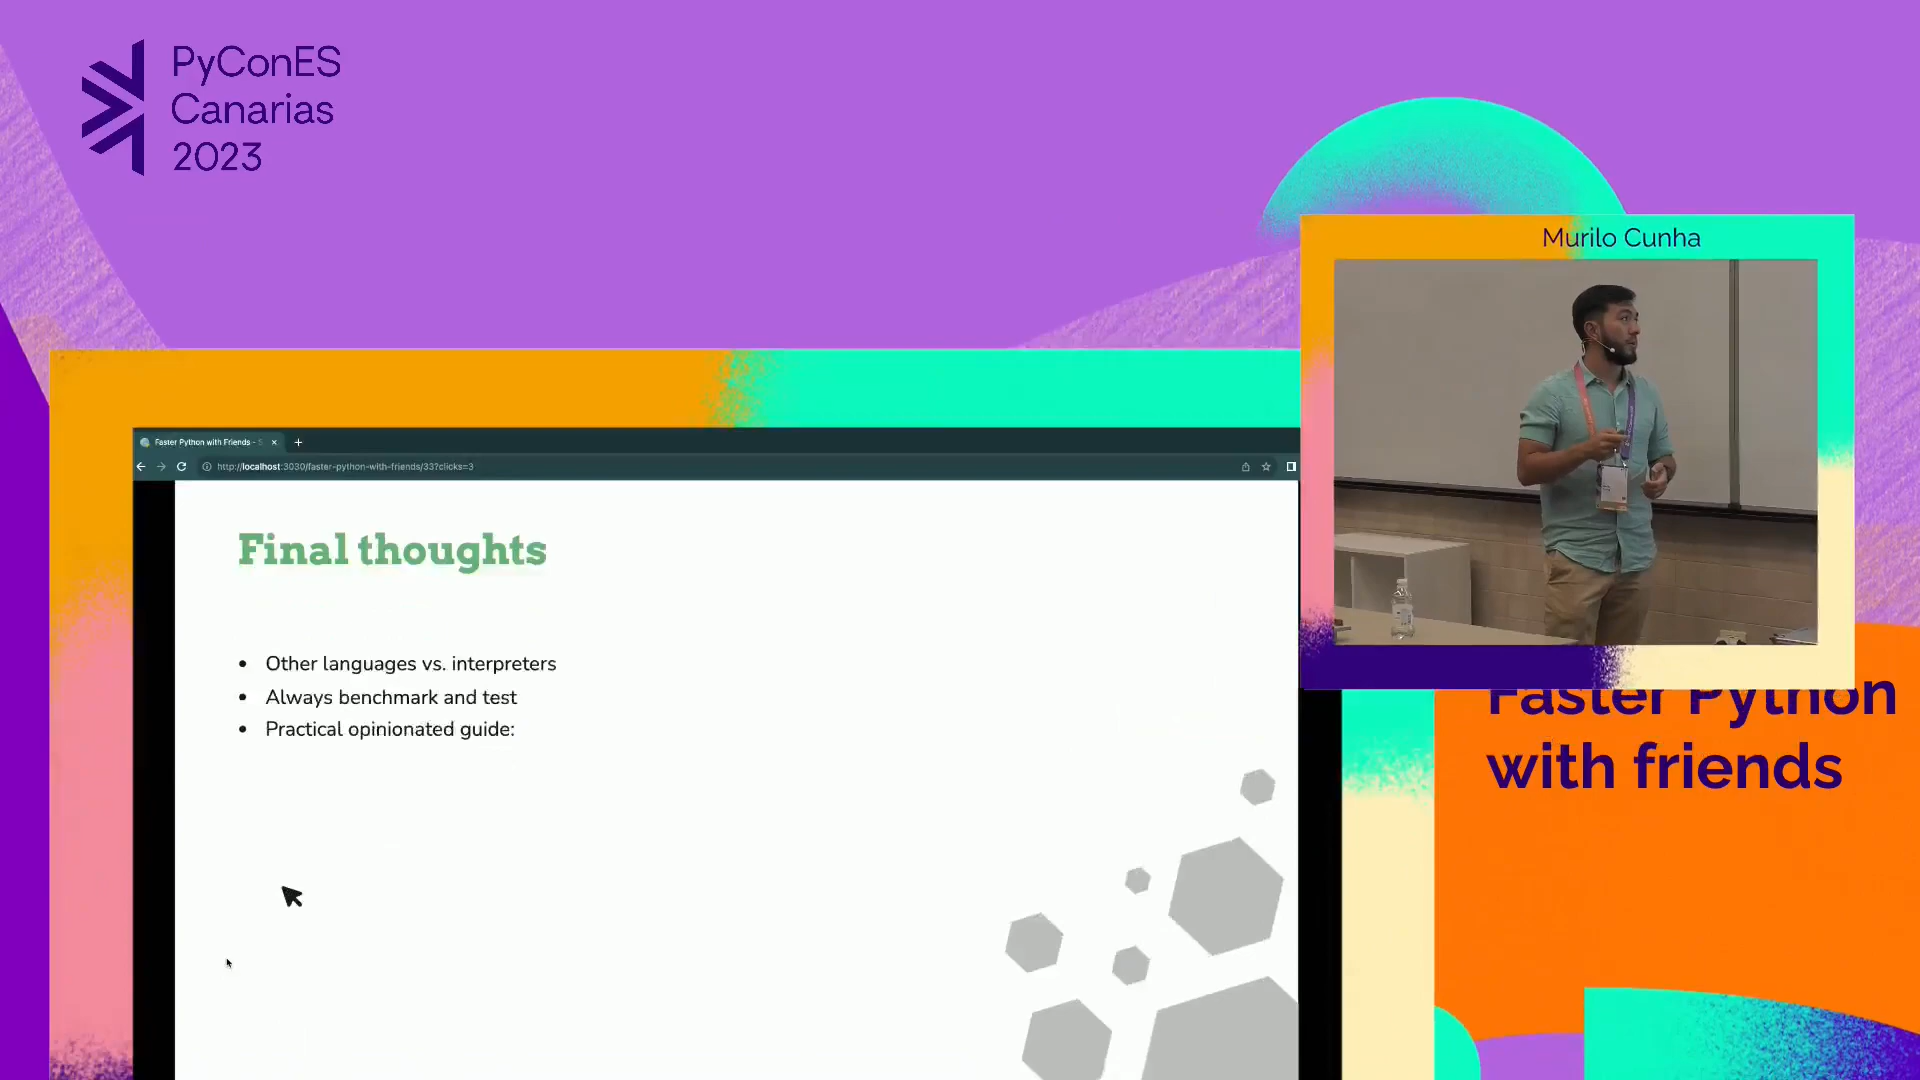 PyConES
Canarias
2023
Murilo Cunha
Faster Python with Friends - S
http://localhost:3030/faster-python-with-friends/33?clicks=3
Final thoughts
• Other languages vs. interpreters
• Always benchmark and test
• Practical opinionated guide:
Faster Python
with friends